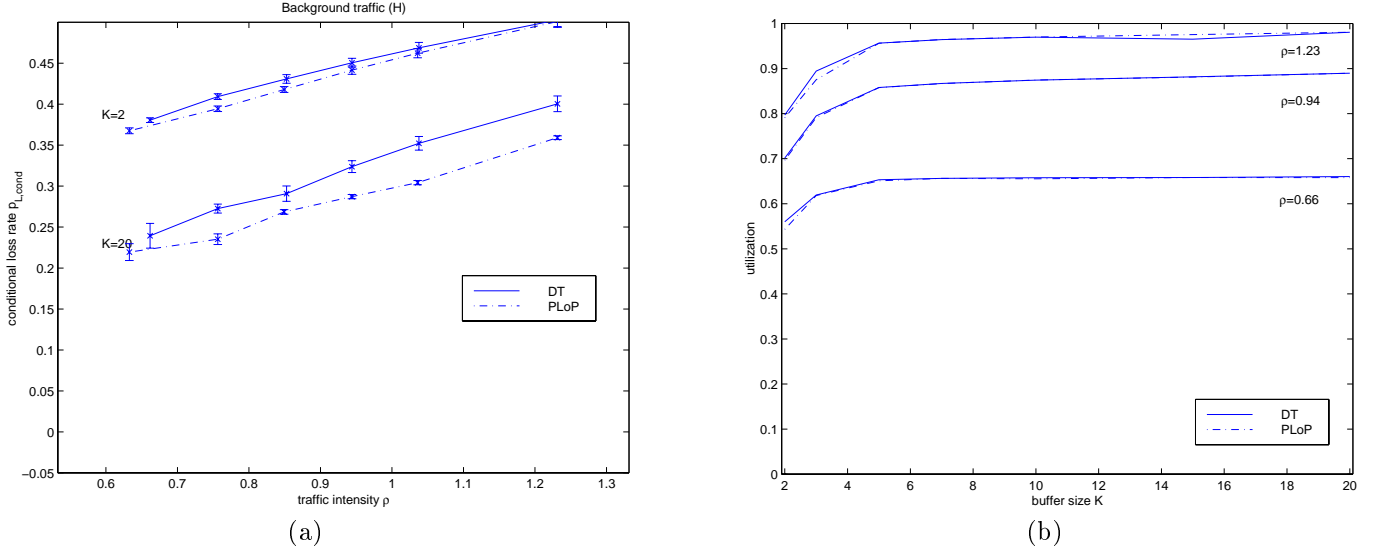 Background traffic (H)
conditional loss rate p_L,cond
0.45
0.4
0.35
0.3
0.25
0.2
0.15
0.1
0.05
0
−0.05
K=2
K=20
DT
PLoP
0.6 0.7 0.8 0.9 1 1.1 1.2 1.3
traffic intensity ρ
(a)
utilization
1
0.9
0.8
0.7
0.6
0.5
0.4
0.3
0.2
0.1
0
ρ=1.23
ρ=0.94
ρ=0.66
DT
PLoP
2 4 6 8 10 12 14 16 18 20
buffer size K
(b)